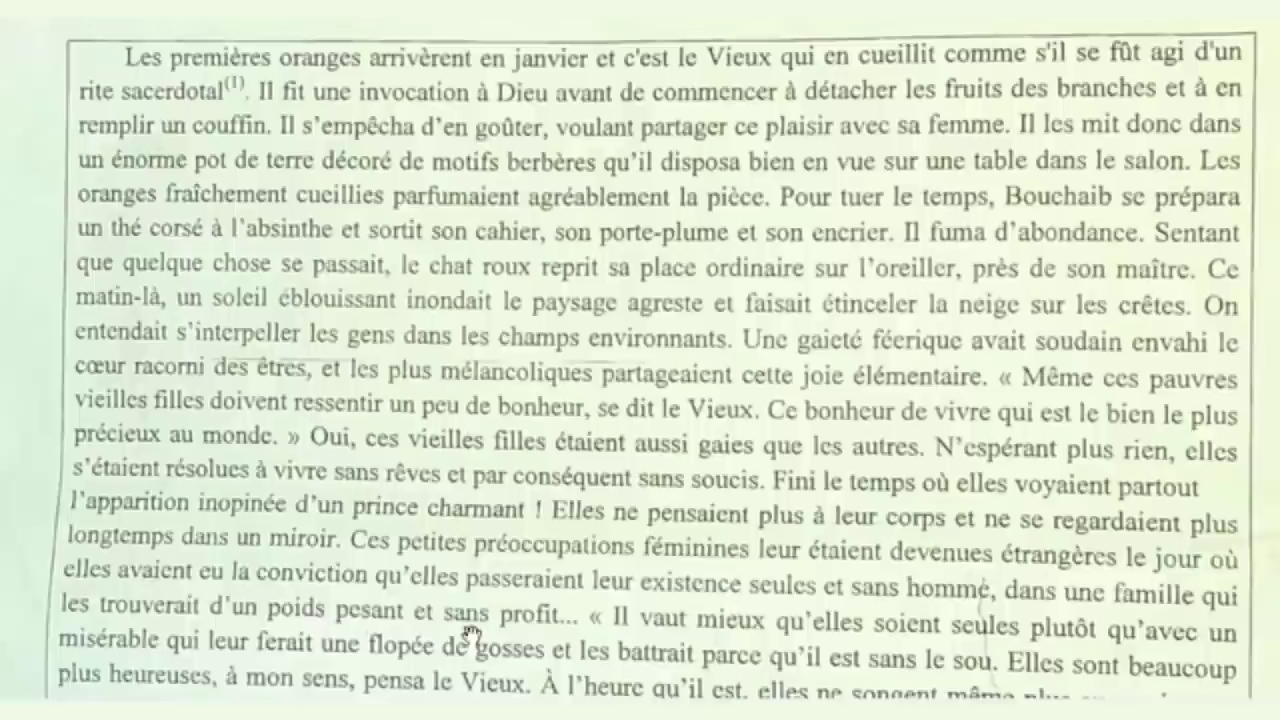 Les premières oranges arrivèrent en janvier et c'est le Vieux qui en cueillit comme s'il se fût agi d'un
rite sacerdotal(1). Il fit une invocation à Dieu avant de commencer à détacher les fruits des branches et à en
remplir un couffin. Il s'empêcha d'en goûter, voulant partager ce plaisir avec sa femme. Il les mit donc dans
un énorme pot de terre décoré de motifs berbères qu'il disposa bien en vue sur une table dans le salon. Les
oranges fraîchement cueillies parfumaient agréablement la pièce. Pour tuer le temps, Bouchaib se prépara
un thé corsé à l'absinthe et sortit son cahier, son porte-plume et son encrier. Il fuma d'abondance. Sentant
que quelque chose se passait, le chat roux reprit sa place ordinaire sur l'oreiller, près de son maître. Ce
matin-là, un soleil éblouissant inondait le paysage agreste et faisait étinceler la neige sur les crêtes. On
entendait s'interpeller les gens dans les champs environnants. Une gaieté féerique avait soudain envahi le
cœur racorni des êtres, et les plus mélancoliques partageaient cette joie élémentaire. « Même ces pauvres
vieilles filles doivent ressentir un peu de bonheur, se dit le Vieux. Ce bonheur de vivre qui est le bien le plus
précieux au monde. » Oui, ces vieilles filles étaient aussi gaies que les autres. N'espérant plus rien, elles
s'étaient résolues à vivre sans rêves et par conséquent sans soucis. Fini le temps où elles voyaient partout
l'apparition inopinée d'un prince charmant ! Elles ne pensaient plus à leur corps et ne se regardaient plus
longtemps dans un miroir. Ces petites préoccupations féminines leur étaient devenues étrangères le jour où
elles avaient eu la conviction qu'elles passeraient leur existence seules et sans homme, dans une famille qui
les trouverait d'un poids pesant et sans profit... « Il vaut mieux qu'elles soient seules plutôt qu'avec un
misérable qui leur ferait une flopée de gosses et les battrait parce qu'il est sans le sou. Elles sont beaucoup
plus heureuses, à mon sens, pensa le Vieux. À l'heure qu'il est, elles ne songent même plus